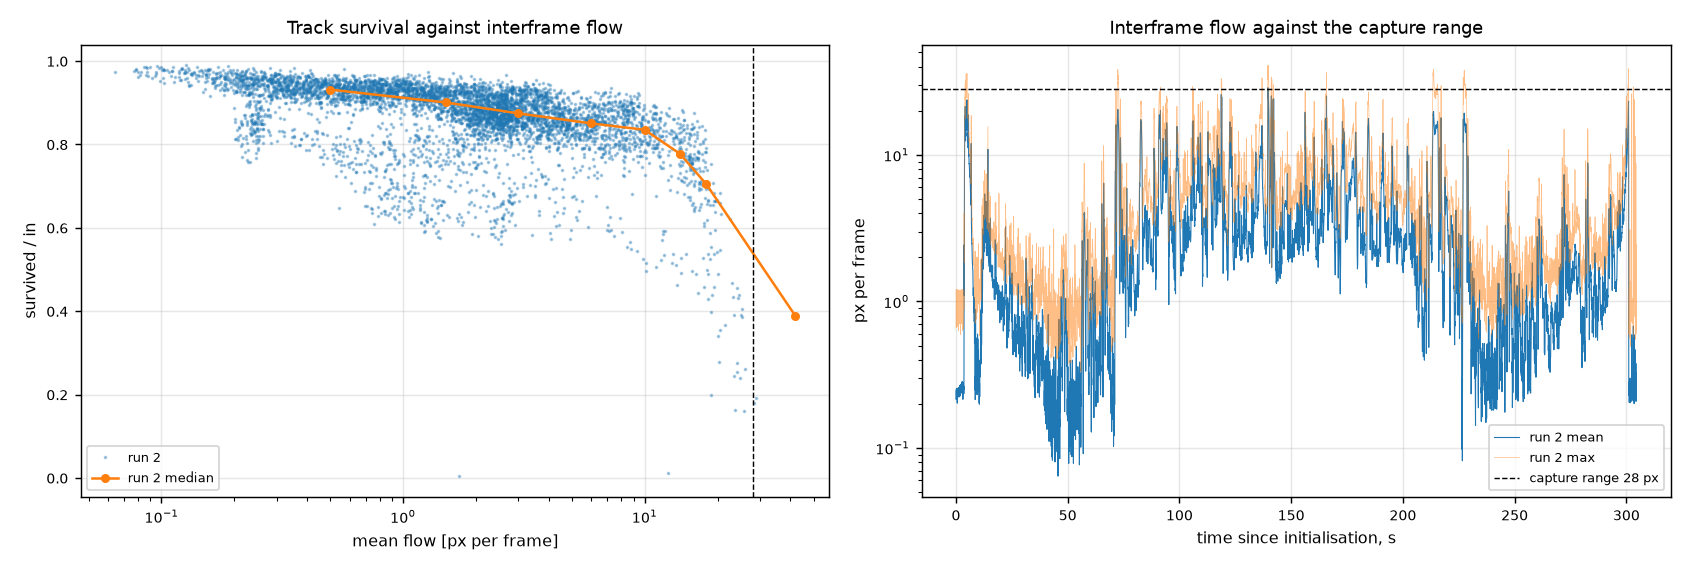 Track survival against interframe flow
survived / in
1.0
0.8
0.6
0.4
0.2
0.0
run 2
run 2 median
10⁻¹
10⁰
10¹
mean flow [px per frame]
Interframe flow against the capture range
px per frame
10¹
10⁰
10⁻¹
run 2 mean
run 2 max
capture range 28 px
0
50
100
150
200
250
300
time since initialisation, s